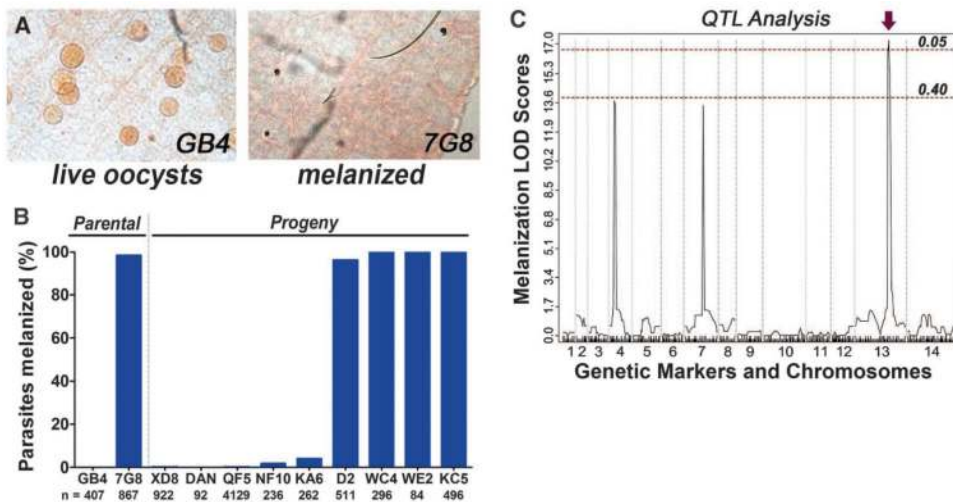 A
GB4
7G8
live oocysts
melanized
B
Parental
Progeny
Parasites melanized (%)
100
80
60
40
20
0
GB4 7G8 XD8 DAN QF5 NF10 KA6 D2 WC4 WE2 KC5
n = 407 867 922 92 4129 236 262 511 296 84 496
C
QTL Analysis
Melanization LOD Scores
17.0
15.3
13.6
11.9
10.2
8.5
6.8
5.1
3.4
1.7
0.0
0.05
0.40
1 2 3 4 5 6 7 8 9 10 11 12 13 14
Genetic Markers and Chromosomes